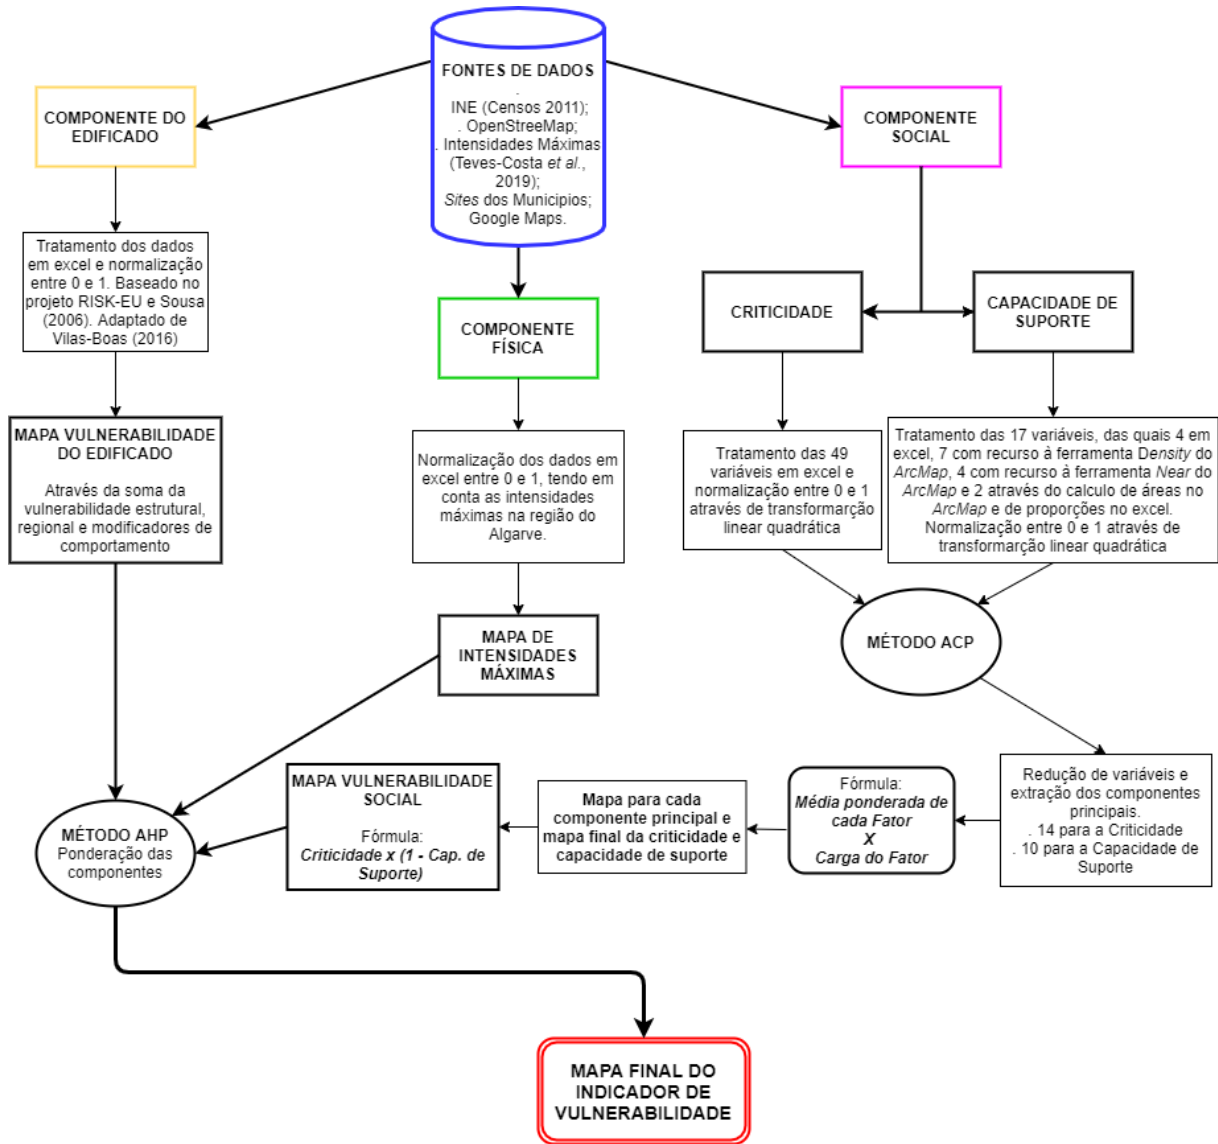 FONTES DE DADOS
.
INE (Censos 2011);
. OpenStreeMap;
. Intensidades Máximas
(Teves-Costa et al.,
2019);
Sites dos Municipios;
Google Maps.
COMPONENTE DO
EDIFICADO
COMPONENTE
SOCIAL
Tratamento dos dados
em excel e normalização
entre 0 e 1. Baseado no
projeto RISK-EU e Sousa
(2006). Adaptado de
Vilas-Boas (2016)
COMPONENTE
FÍSICA
CRITICIDADE
CAPACIDADE DE
SUPORTE
MAPA VULNERABILIDADE
DO EDIFICADO
Através da soma da
vulnerabilidade estrutural,
regional e modificadores de
comportamento
Normalização dos dados em
excel entre 0 e 1, tendo em
conta as intensidades
máximas na região do
Algarve.
Tratamento das 49
variáveis em excel e
normalização entre 0 e 1
através de transformarção
linear quadrática
Tratamento das 17 variáveis, das quais 4 em
excel, 7 com recurso à ferramenta Density do
ArcMap, 4 com recurso à ferramenta Near do
ArcMap e 2 através do calculo de áreas no
ArcMap e de proporções no excel.
Normalização entre 0 e 1 através de
transformarção linear quadrática
MAPA DE
INTENSIDADES
MÁXIMAS
MÉTODO ACP
Redução de variáveis e
extração dos componentes
principais.
. 14 para a Criticidade
. 10 para a Capacidade de
Suporte
Fórmula:
Média ponderada de
cada Fator
X
Carga do Fator
Mapa para cada
componente principal e
mapa final da criticidade e
capacidade de suporte
MAPA VULNERABILIDADE
SOCIAL
Fórmula:
Criticidade x (1 - Cap. de
Suporte)
MÉTODO AHP
Ponderação das
componentes
MAPA FINAL DO
INDICADOR DE
VULNERABILIDADE